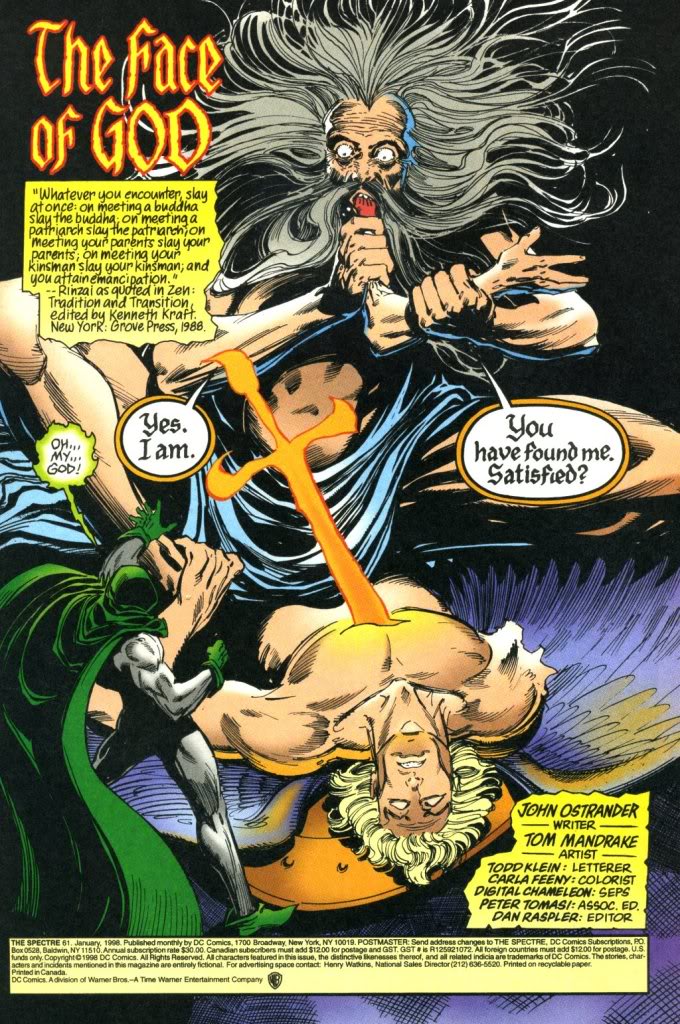 The Face
of GOD
"Whatever you encounter, slay
at once: on meeting a buddha
slay the buddha; on meeting a
patriarch slay the patriarch; on
meeting your parents slay your
parents; on meeting your
kinsman slay your kinsman; and
you attain emancipation."
-- Rinzai as quoted in Zen:
Tradition and Transition,
edited by Kenneth Kraft.
New York: Grove Press, 1988.
Yes.
I am.
You
have found me.
Satisfied?
OH...
MY...
GOD!
JOHN OSTRANDER
WRITER
TOM MANDRAKE
ARTIST
TODD KLEIN: LETTERER
CARLA FEENY: COLORIST
DIGITAL CHAMELEON: SEPS
PETER TOMASI: ASSOC. ED.
DAN RASPLER: EDITOR
THE SPECTRE 61. January, 1998. Published monthly by DC Comics, 1700 Broadway, New York, NY 10019. POSTMASTER: Send address changes to THE SPECTRE, DC Comics Subscriptions, P.O.
Box 0528, Baldwin, NY 11510. Annual subscription rate $30.00. Canadian subscribers must add $12.00 for postage and GST. GST # is R125921072. All foreign countries must add $12.00 for postage. U.S.
funds only. Copyright © 1998 DC Comics. All Rights Reserved. All characters featured in this issue, the distinctive likenesses thereof, and all related indicia are trademarks of DC Comics. The stories, char-
acters and incidents mentioned in this magazine are entirely fictional. For advertising space contact: Henry Watkins, National Sales Director (212) 636-5520. Printed on recyclable paper.
Printed in Canada.
DC Comics. A division of Warner Bros.–A Time Warner Entertainment Company